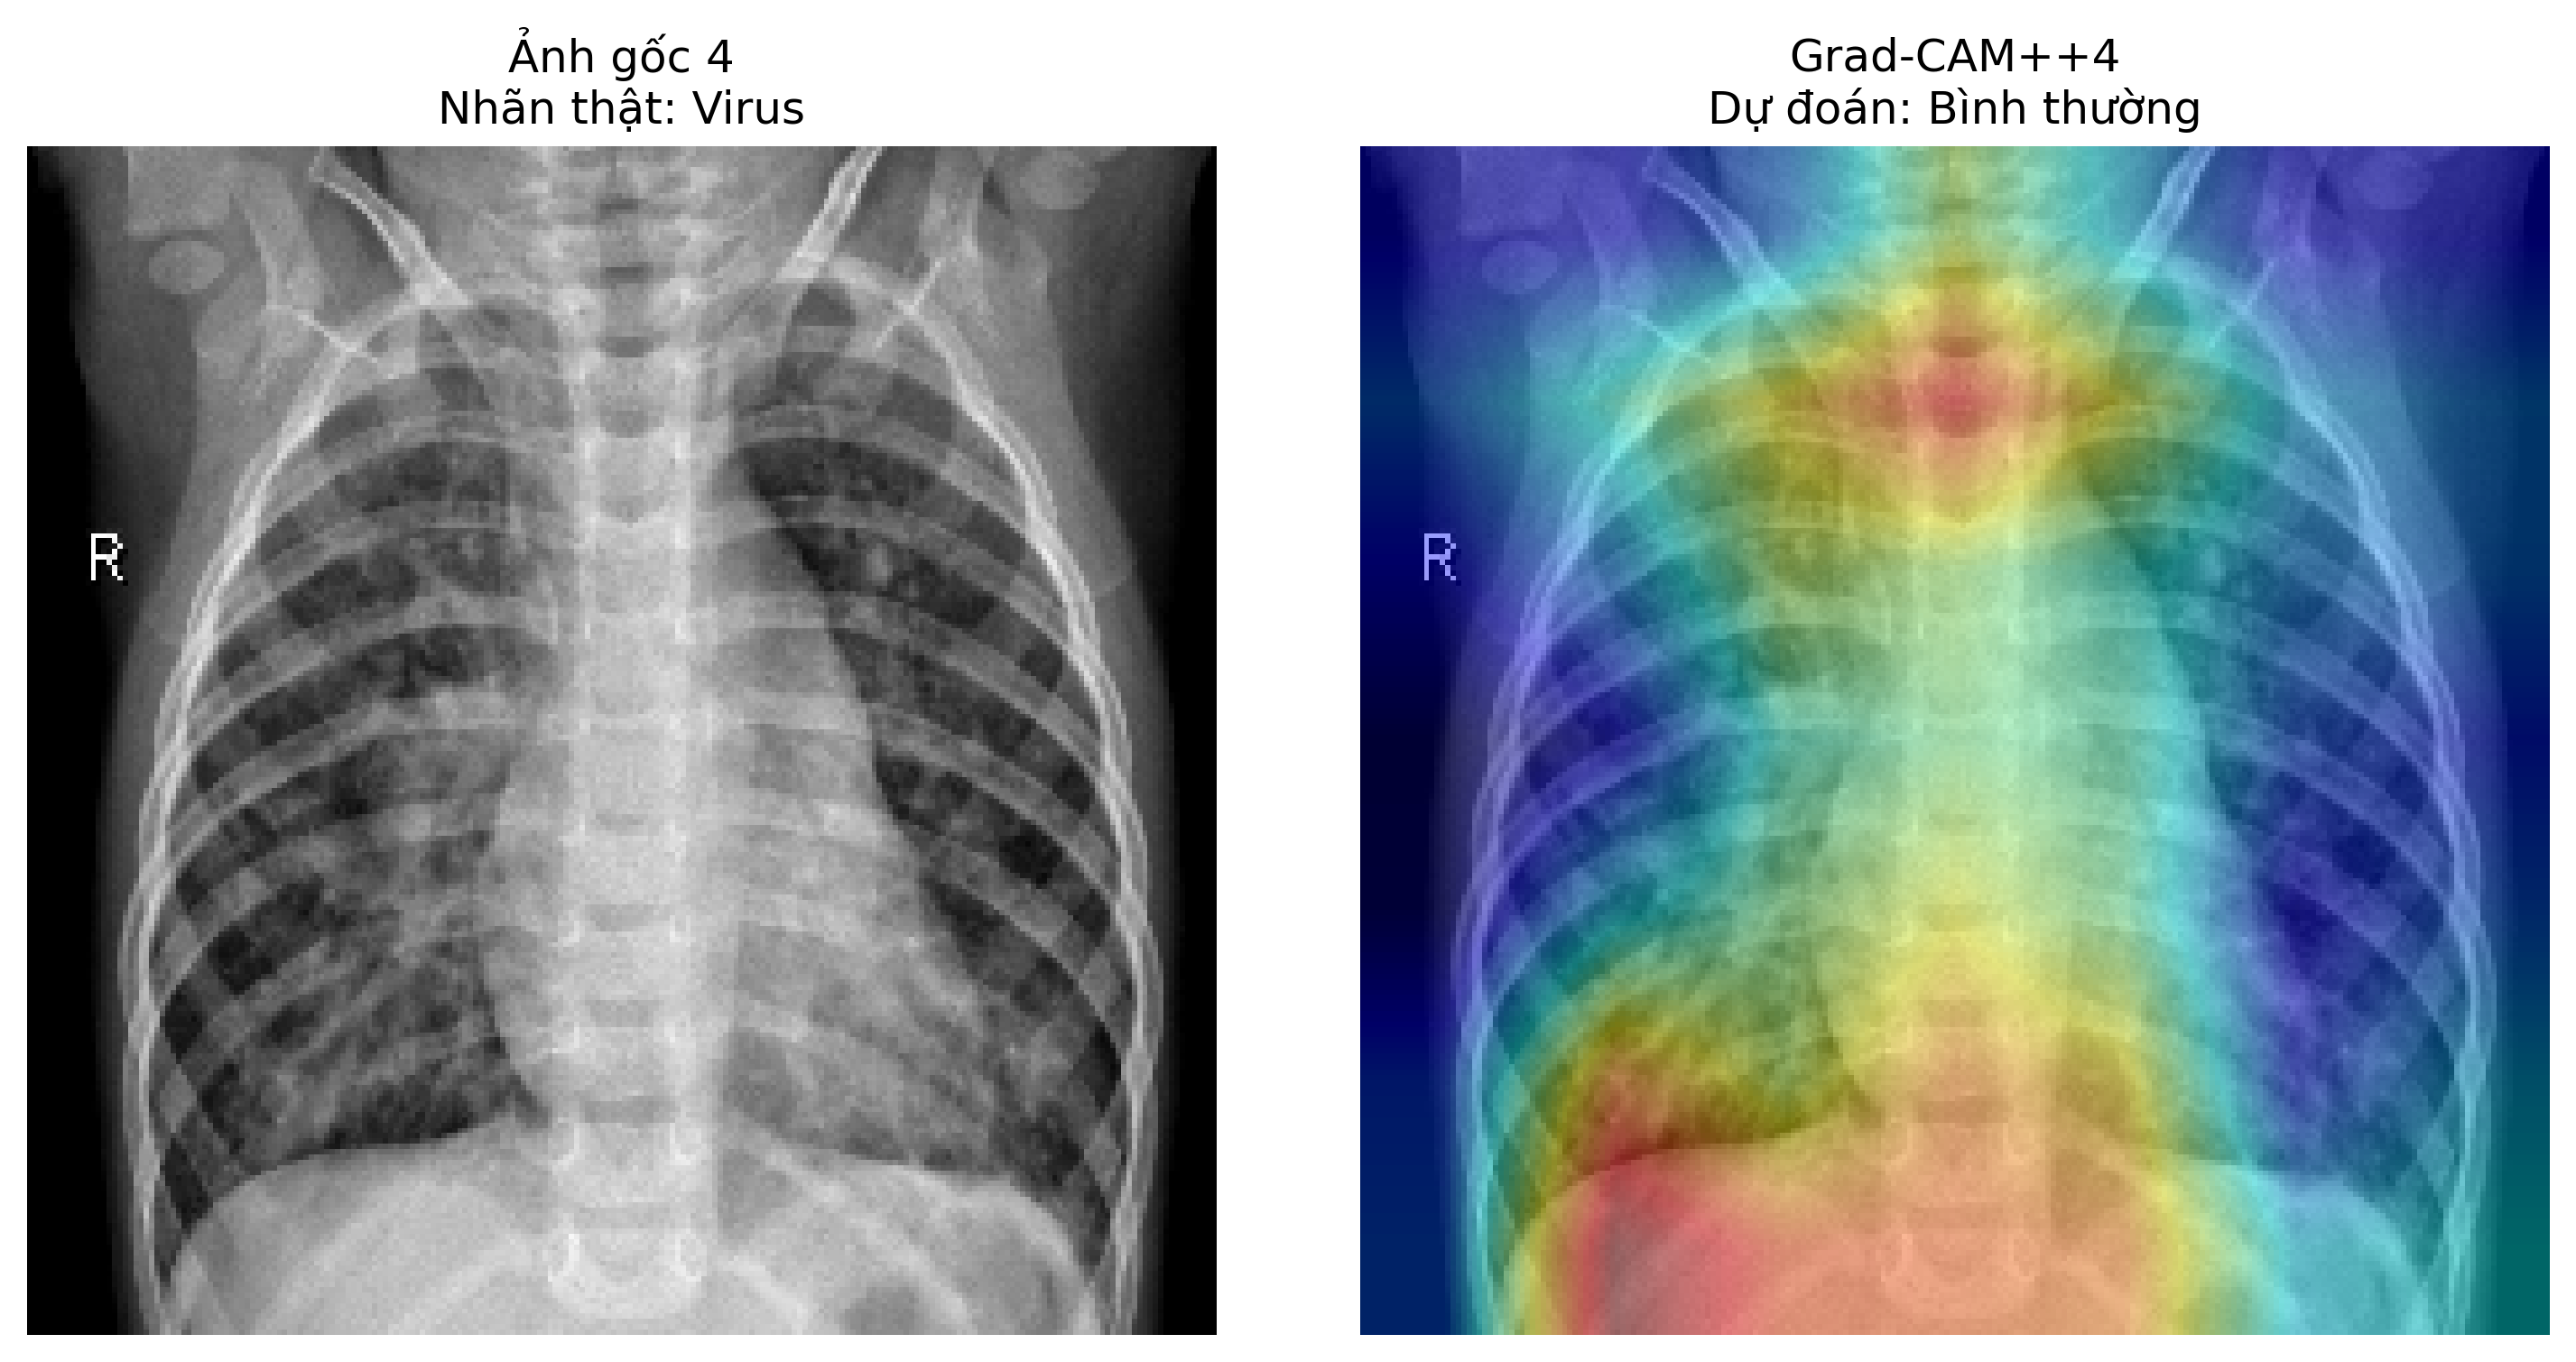 Ảnh gốc 4
Nhãn thật: Virus
Grad-CAM++4
Dự đoán: Bình thường
R
R